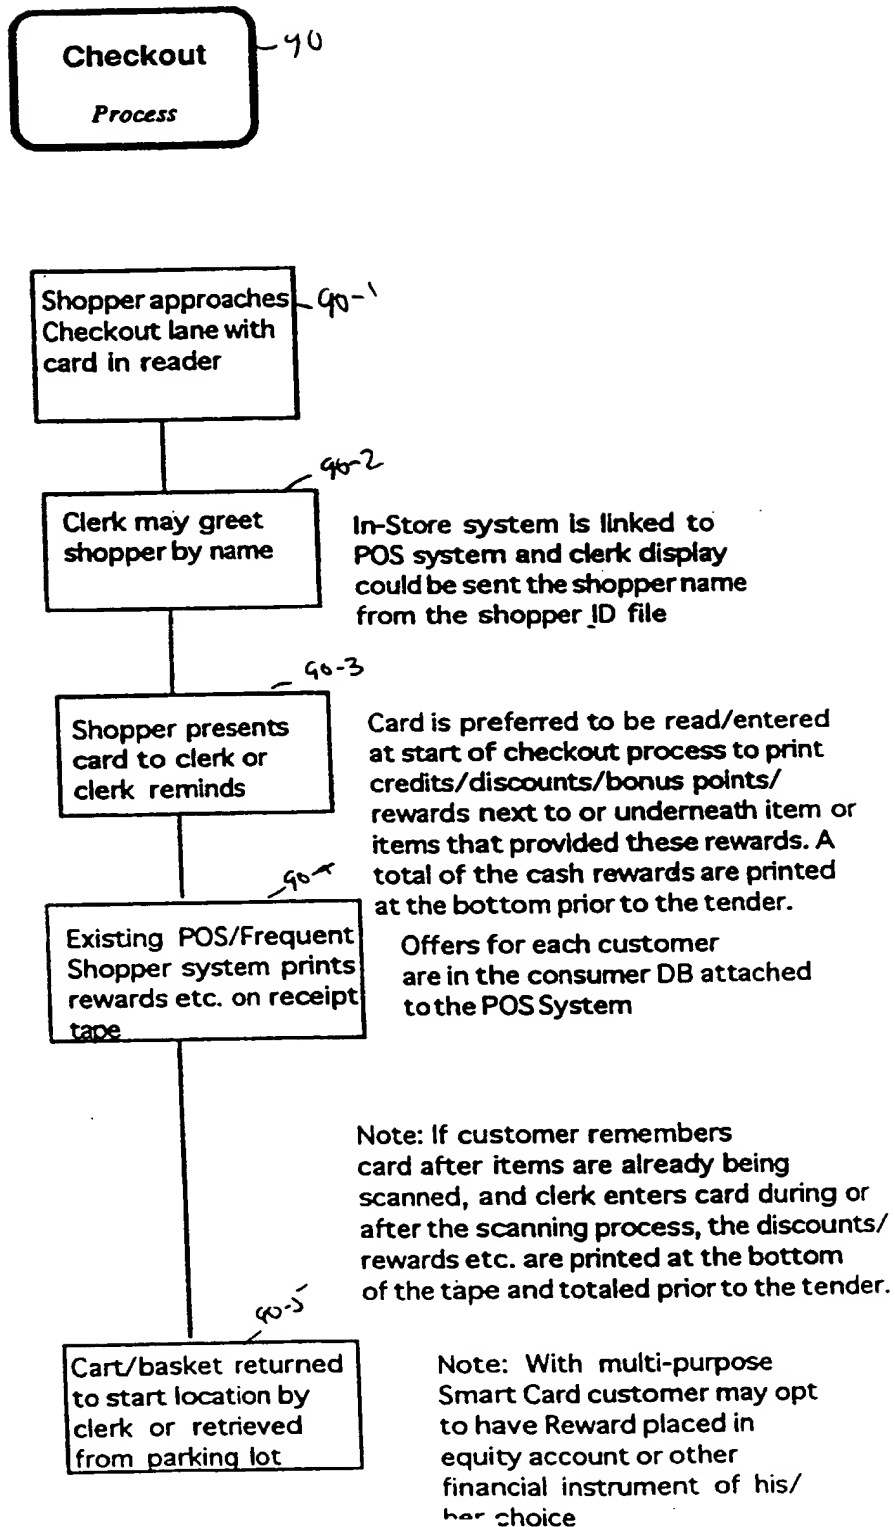 Checkout
90
Process
Shopper approaches
Checkout lane with
card in reader
90-1
Clerk may greet
shopper by name
90-2
In-Store system is linked to
POS system and clerk display
could be sent the shopper name
from the shopper ID file
90-3
Shopper presents
card to clerk or
clerk reminds
Card is preferred to be read/entered
at start of checkout process to print
credits/discounts/bonus points/
rewards next to or underneath item or
items that provided these rewards. A
total of the cash rewards are printed
at the bottom prior to the tender.
90-4
Existing POS/Frequent
Shopper system prints
rewards etc. on receipt
tape
Offers for each customer
are in the consumer DB attached
to the POS System
Note: If customer remembers
card after items are already being
scanned, and clerk enters card during or
after the scanning process, the discounts/
rewards etc. are printed at the bottom
of the tape and totaled prior to the tender.
90-5
Cart/basket returned
to start location by
clerk or retrieved
from parking lot
Note: With multi-purpose
Smart Card customer may opt
to have Reward placed in
equity account or other
financial instrument of his/
her choice